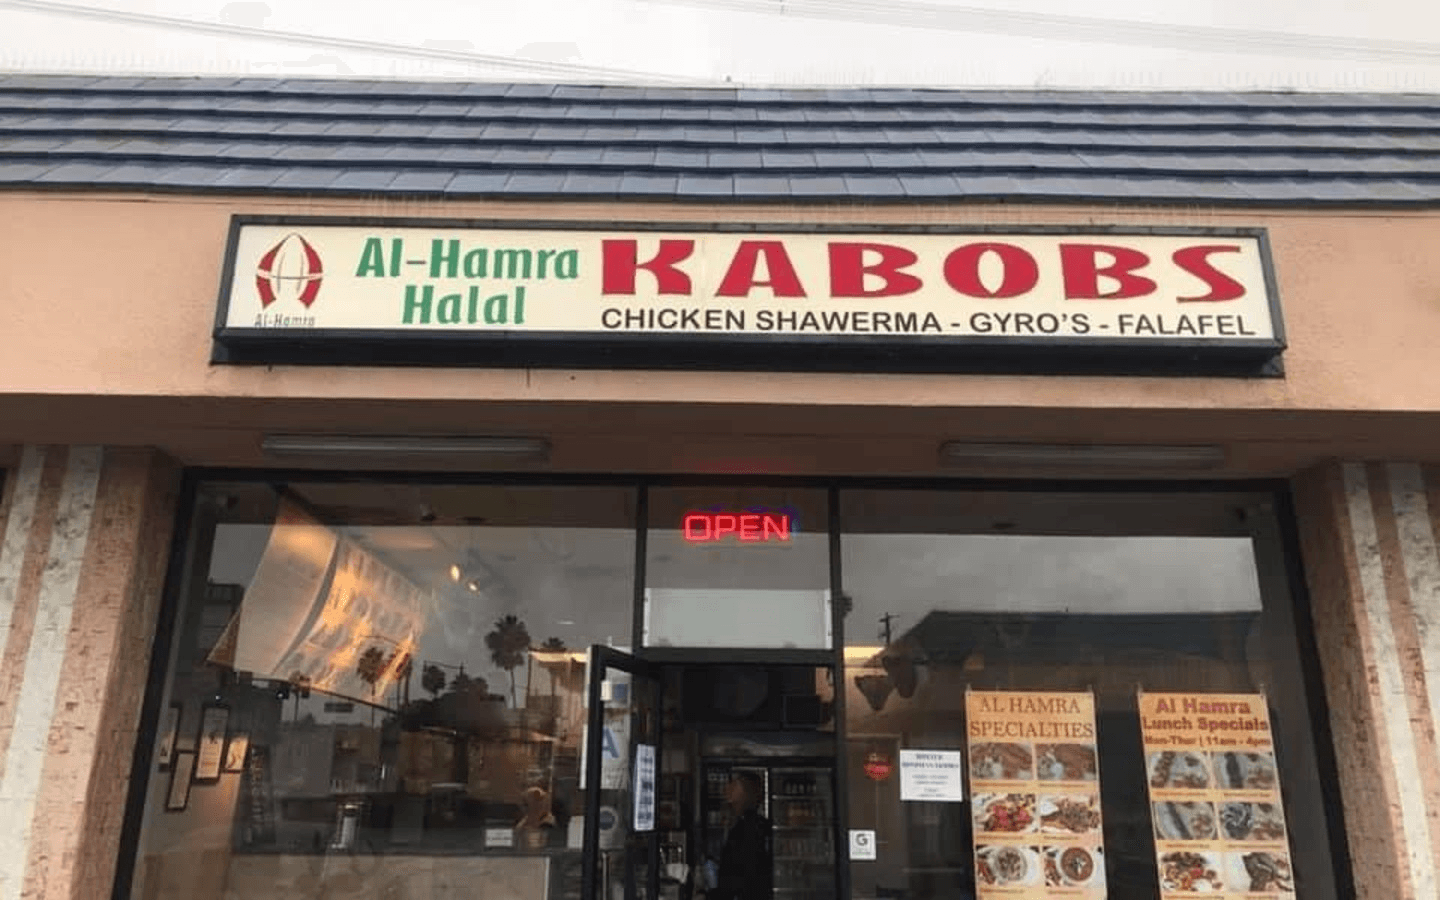 Al-Hamra KABOBS
Halal
Al-Hamra
CHICKEN SHAWERMA - GYRO'S - FALAFEL
OPEN
A
AL HAMRA
SPECIALTIES
Al Hamra
Lunch Specials
Mon-Thur | 11am - 4pm
G